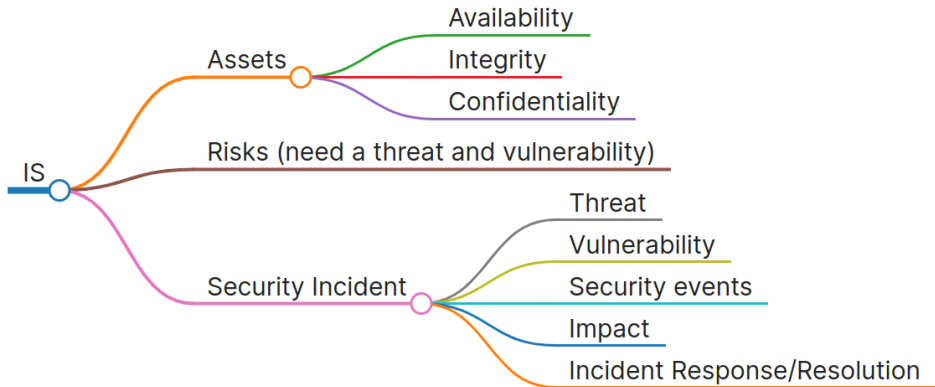 IS
Assets
Availability
Integrity
Confidentiality
Risks (need a threat and vulnerability)
Security Incident
Threat
Vulnerability
Security events
Impact
Incident Response/Resolution